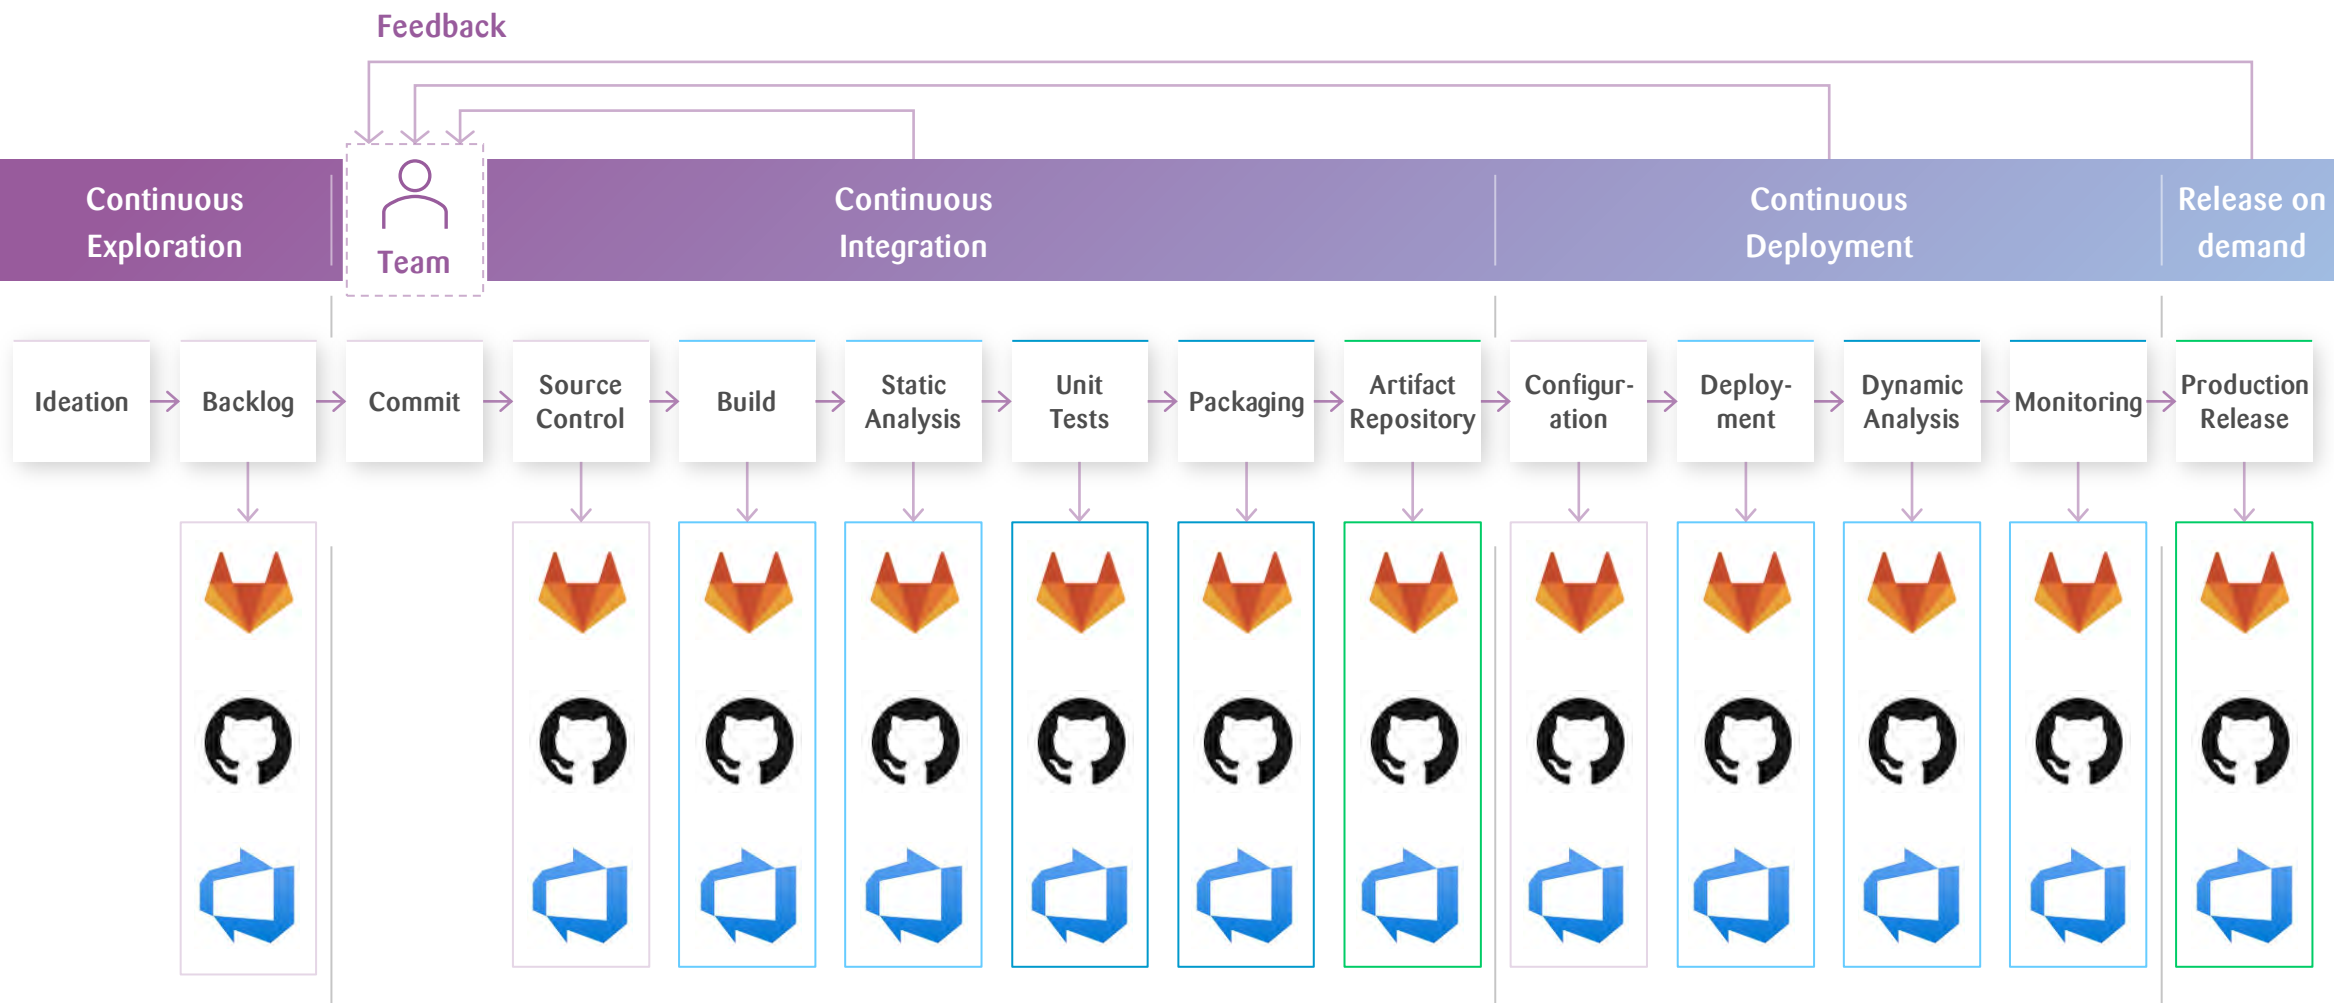 Feedback
Continuous
Exploration
Team
Continuous
Integration
Continuous
Deployment
Release on
demand
Ideation
Backlog
Commit
Source
Control
Build
Static
Analysis
Unit
Tests
Packaging
Artifact
Repository
Configur-
ation
Deploy-
ment
Dynamic
Analysis
Monitoring
Production
Release